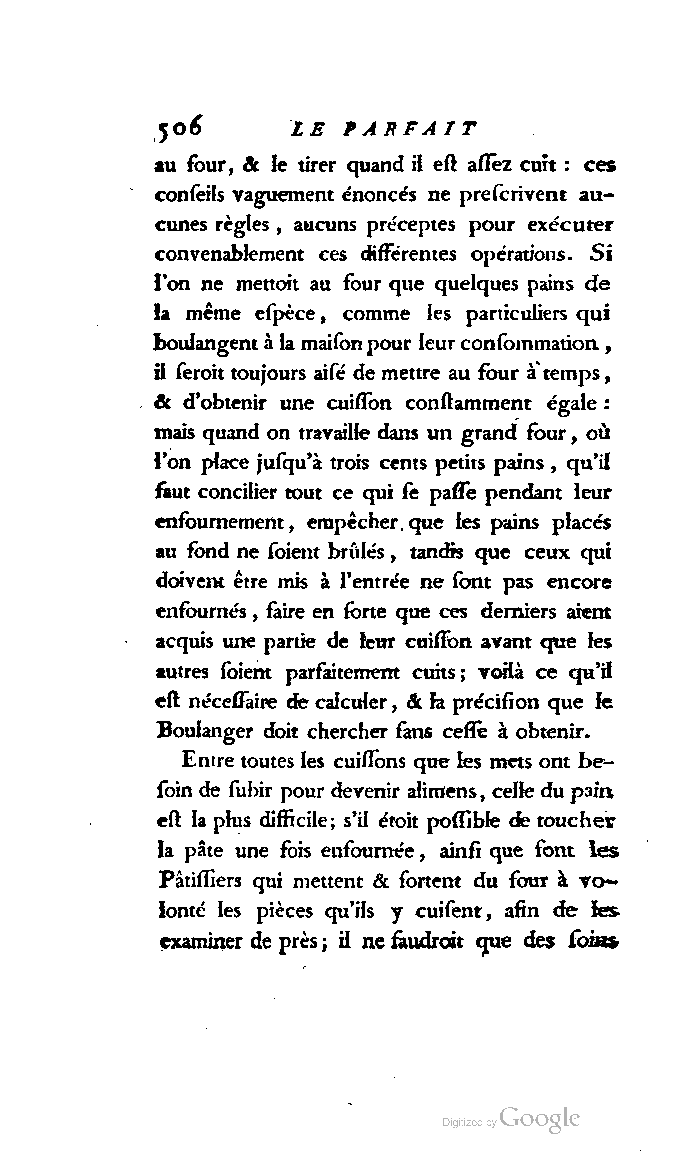 506 LE PARFAIT
au four, & le tirer quand il eſt aſſez cuit : ces
conſeils vaguement énoncés ne preſcrivent au-
cunes règles, aucuns préceptes pour exécuter
convenablement ces différentes opérations. Si
l'on ne mettoit au four que quelques pains de
la même eſpèce, comme les particuliers qui
boulangent à la maiſon pour leur conſommation,
il ſeroit toujours aiſé de mettre au four à temps,
& d'obtenir une cuiſſon conſtamment égale :
mais quand on travaille dans un grand four, où
l'on place juſqu'à trois cents petits pains, qu'il
faut concilier tout ce qui ſe paſſe pendant leur
enfournement, empêcher que les pains placés
au fond ne ſoient brûlés, tandis que ceux qui
doivent être mis à l'entrée ne ſont pas encore
enfournés, faire en ſorte que ces derniers aient
acquis une partie de leur cuiſſon avant que les
autres ſoient parfaitement cuits; voilà ce qu'il
eſt néceſſaire de calculer, & la préciſion que le
Boulanger doit chercher ſans ceſſe à obtenir.
Entre toutes les cuiſſons que les mets ont be-
ſoin de ſubir pour devenir alimens, celle du pain
eſt la plus difficile; s'il étoit poſſible de toucher
la pâte une fois enfournée, ainſi que font les
Pâtiſſiers qui mettent & ſortent du four à vo-
lonté les pièces qu'ils y cuiſent, afin de les
examiner de près; il ne faudroit que des ſoins
Digitized by Google